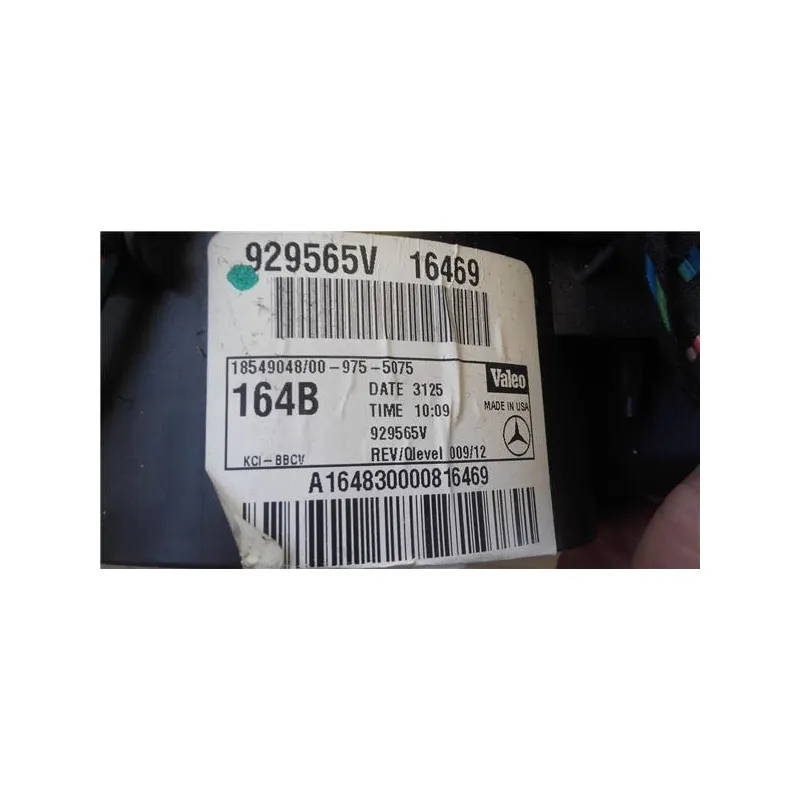 929565V 16469
18549048/00-975-5075
164B
DATE 3125
TIME 10:09
Valeo
MADE IN USA
929565V
KCI-BBCV
REV/Qlevel 009/12
A164830000816469